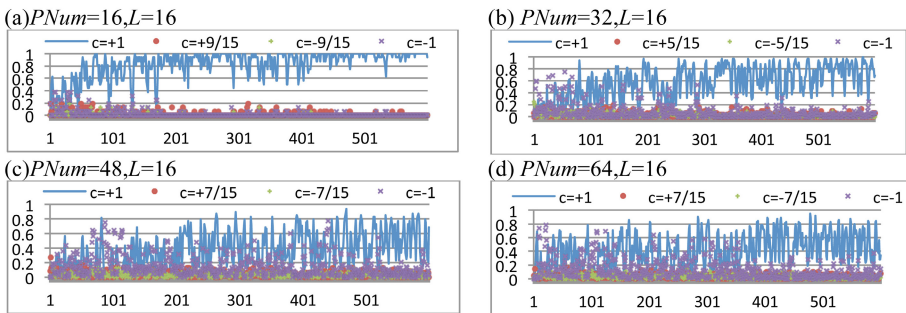 (a)PNum=16,L=16
c=+1 c=+9/15 c=-9/15 c=-1
1
0.8
0.6
0.4
0.2
0
1 101 201 301 401 501
(b) PNum=32,L=16
c=+1 c=+5/15 c=-5/15 c=-1
1
0.8
0.6
0.4
0.2
0
1 101 201 301 401 501
(c)PNum=48,L=16
c=+1 c=+7/15 c=-7/15 c=-1
1
0.8
0.6
0.4
0.2
0
1 101 201 301 401 501
(d) PNum=64,L=16
c=+1 c=+7/15 c=-7/15 c=-1
1
0.8
0.6
0.4
0.2
0
1 101 201 301 401 501